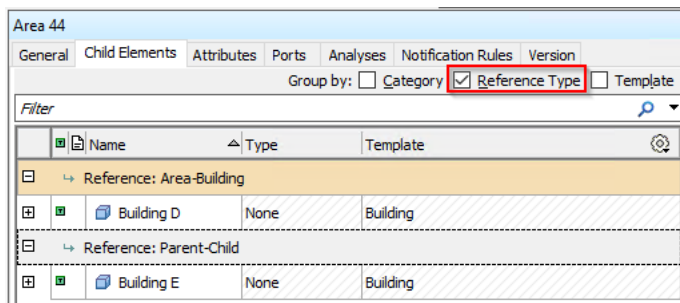 Area 44
General Child Elements Attributes Ports Analyses Notification Rules Version
Group by: Category Reference Type Template
Filter
Name Type Template
Reference: Area-Building
Building D None Building
Reference: Parent-Child
Building E None Building